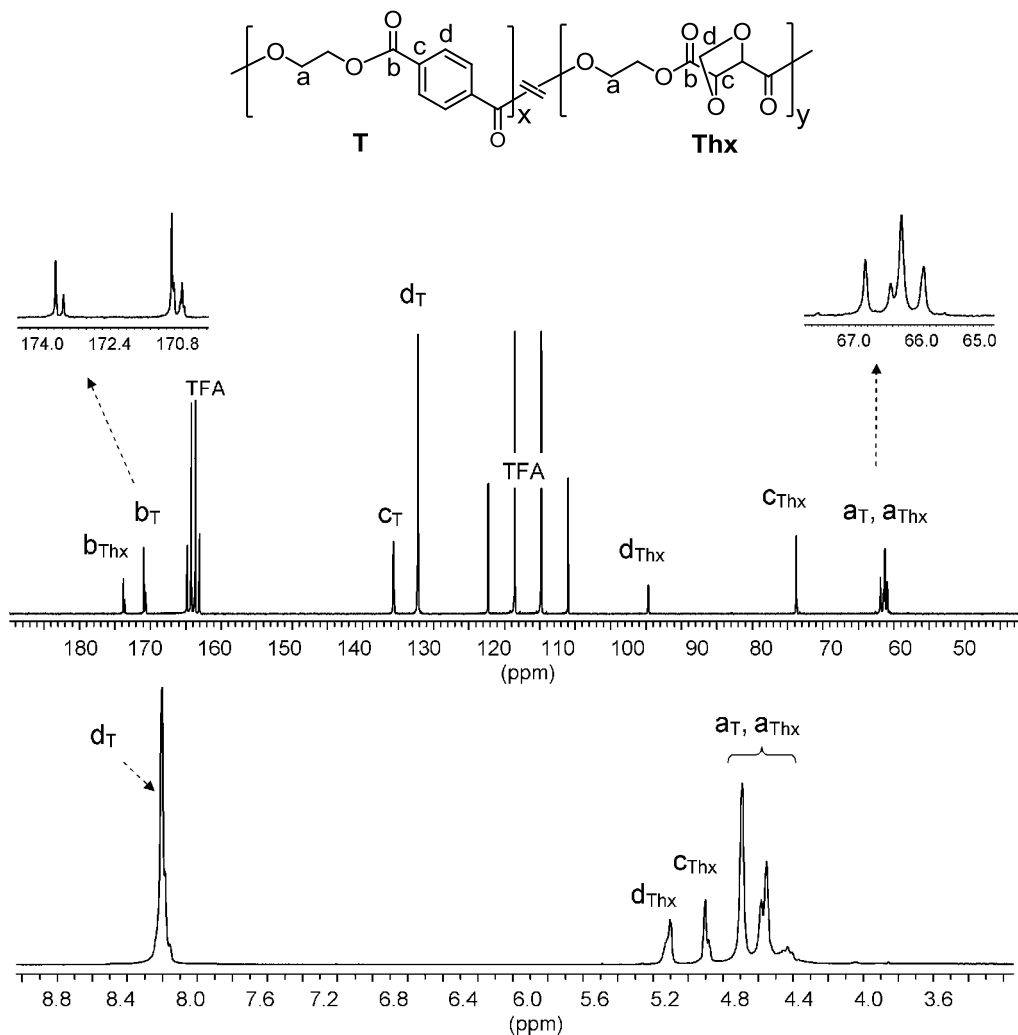 O a O O b c d O x
T
O a O O b O d O c O y
Thx
174.0 172.4 170.8
67.0 66.0 65.0
dT
TFA
TFA
bThx
bT
cT
dThx
cThx
aT, aThx
180 170 160 150 140 130 120 110 100 90 80 70 60 50
(ppm)
dT
aT, aThx
cThx
dThx
8.8 8.4 8.0 7.6 7.2 6.8 6.4 6.0 5.6 5.2 4.8 4.4 4.0 3.6
(ppm)